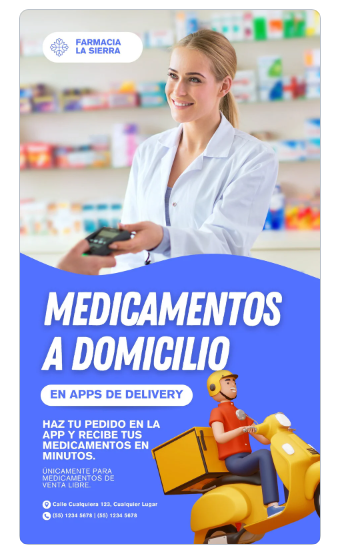 FARMACIA
LA SIERRA
MEDICAMENTOS
A DOMICILIO
EN APPS DE DELIVERY
HAZ TU PEDIDO EN LA
APP Y RECIBE TUS
MEDICAMENTOS EN
MINUTOS.
ÚNICAMENTE PARA
MEDICAMENTOS DE
VENTA LIBRE.
Calle Cualquiera 123, Cualquier Lugar
(55) 1234 5678 | (55) 1234 5678